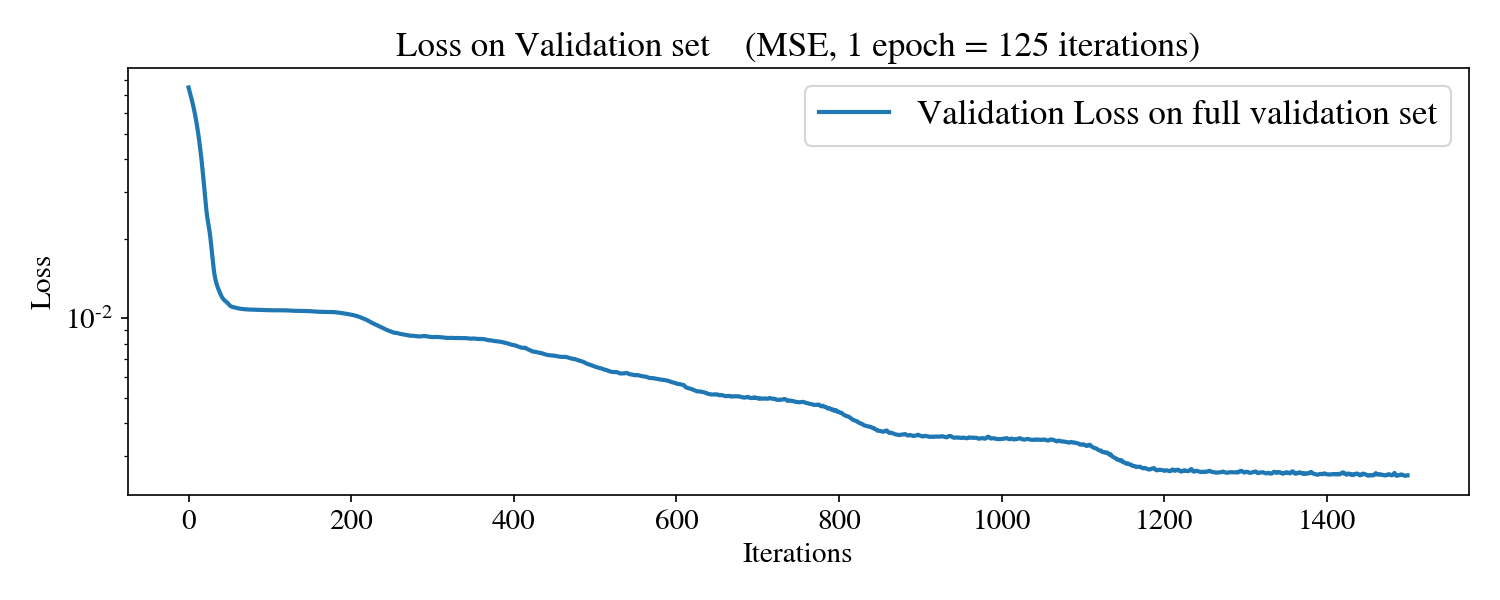 Loss on Validation set (MSE, 1 epoch = 125 iterations)
Validation Loss on full validation set
Loss
10⁻²
0 200 400 600 800 1000 1200 1400
Iterations